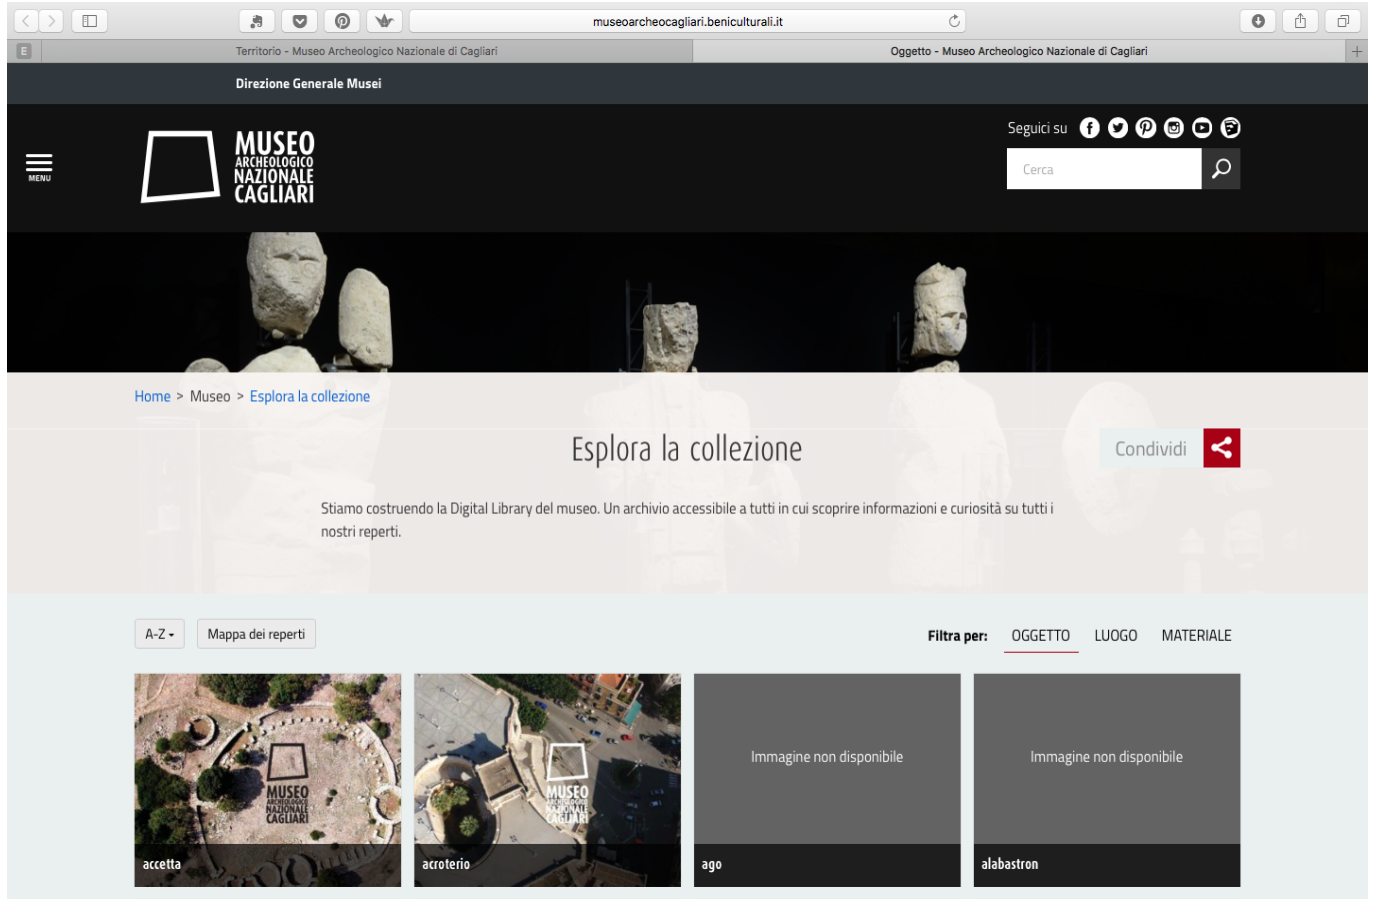 museoarcheocagliari.beniculturali.it
E
Territorio - Museo Archeologico Nazionale di Cagliari
Oggetto - Museo Archeologico Nazionale di Cagliari
Direzione Generale Musei
MENU
MUSEO
ARCHEOLOGICO
NAZIONALE
CAGLIARI
Seguici su
Cerca
Home > Museo > Esplora la collezione
Esplora la collezione
Condividi
Stiamo costruendo la Digital Library del museo. Un archivio accessibile a tutti in cui scoprire informazioni e curiosità su tutti i
nostri reperti.
A-Z
Mappa dei reperti
Filtra per: OGGETTO LUOGO MATERIALE
MUSEO
ARCHEOLOGICO
NAZIONALE
CAGLIARI
accetta
MUSEO
ARCHEOLOGICO
NAZIONALE
CAGLIARI
acroterio
Immagine non disponibile
ago
Immagine non disponibile
alabastron